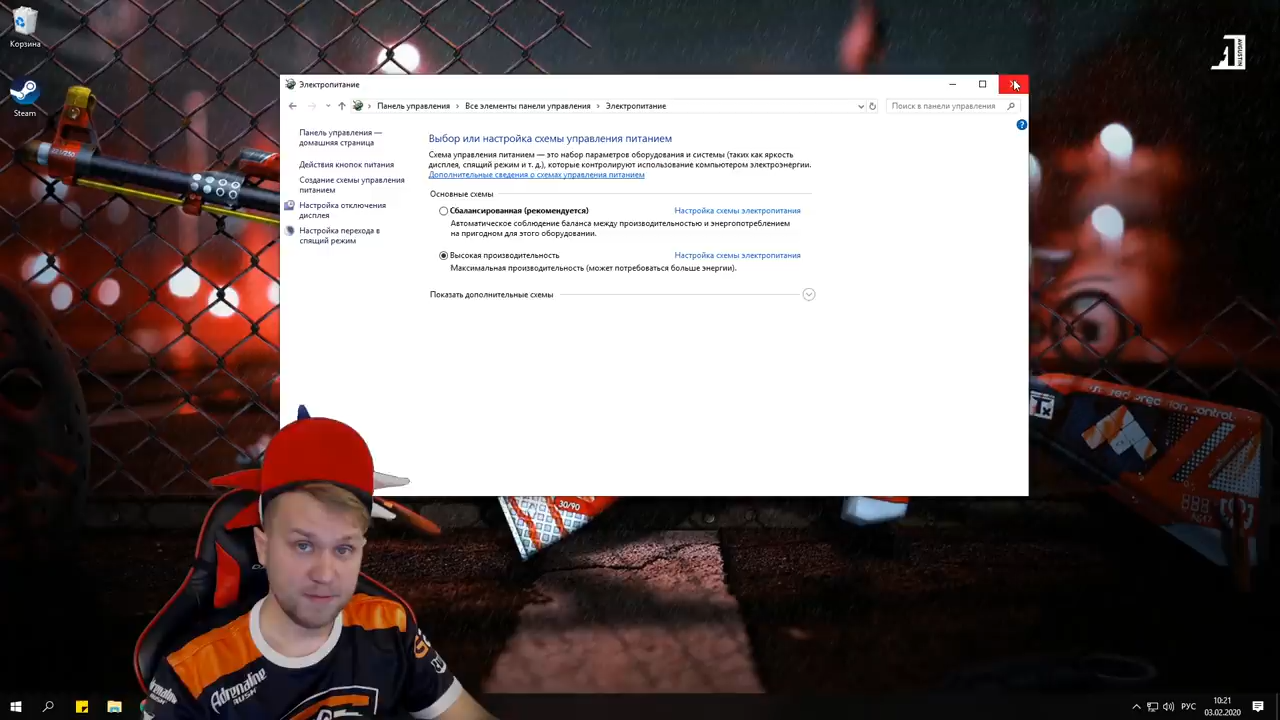 Корзина
Steam
AUGUSTIN
Электропитание
Панель управления
Все элементы панели управления
Электропитание
Поиск в панели управления
Панель управления —
домашняя страница
Действия кнопок питания
Создание схемы управления
питанием
Настройка отключения
дисплея
Настройка перехода в
спящий режим
Выбор или настройка схемы управления питанием
Схема управления питанием — это набор параметров оборудования и системы (таких как яркость
дисплея, спящий режим и т. д.), которые контролируют использование компьютером электроэнергии.
Дополнительные сведения о схемах управления питанием
Основные схемы
Сбалансированная (рекомендуется)
Настройка схемы электропитания
Автоматическое соблюдение баланса между производительностью и энергопотреблением
на пригодном для этого оборудовании.
Высокая производительность
Настройка схемы электропитания
Максимальная производительность (может потребоваться больше энергии).
Показать дополнительные схемы
30/90
Adrenaline
RUSH
РУС
10:21
03.02.2020